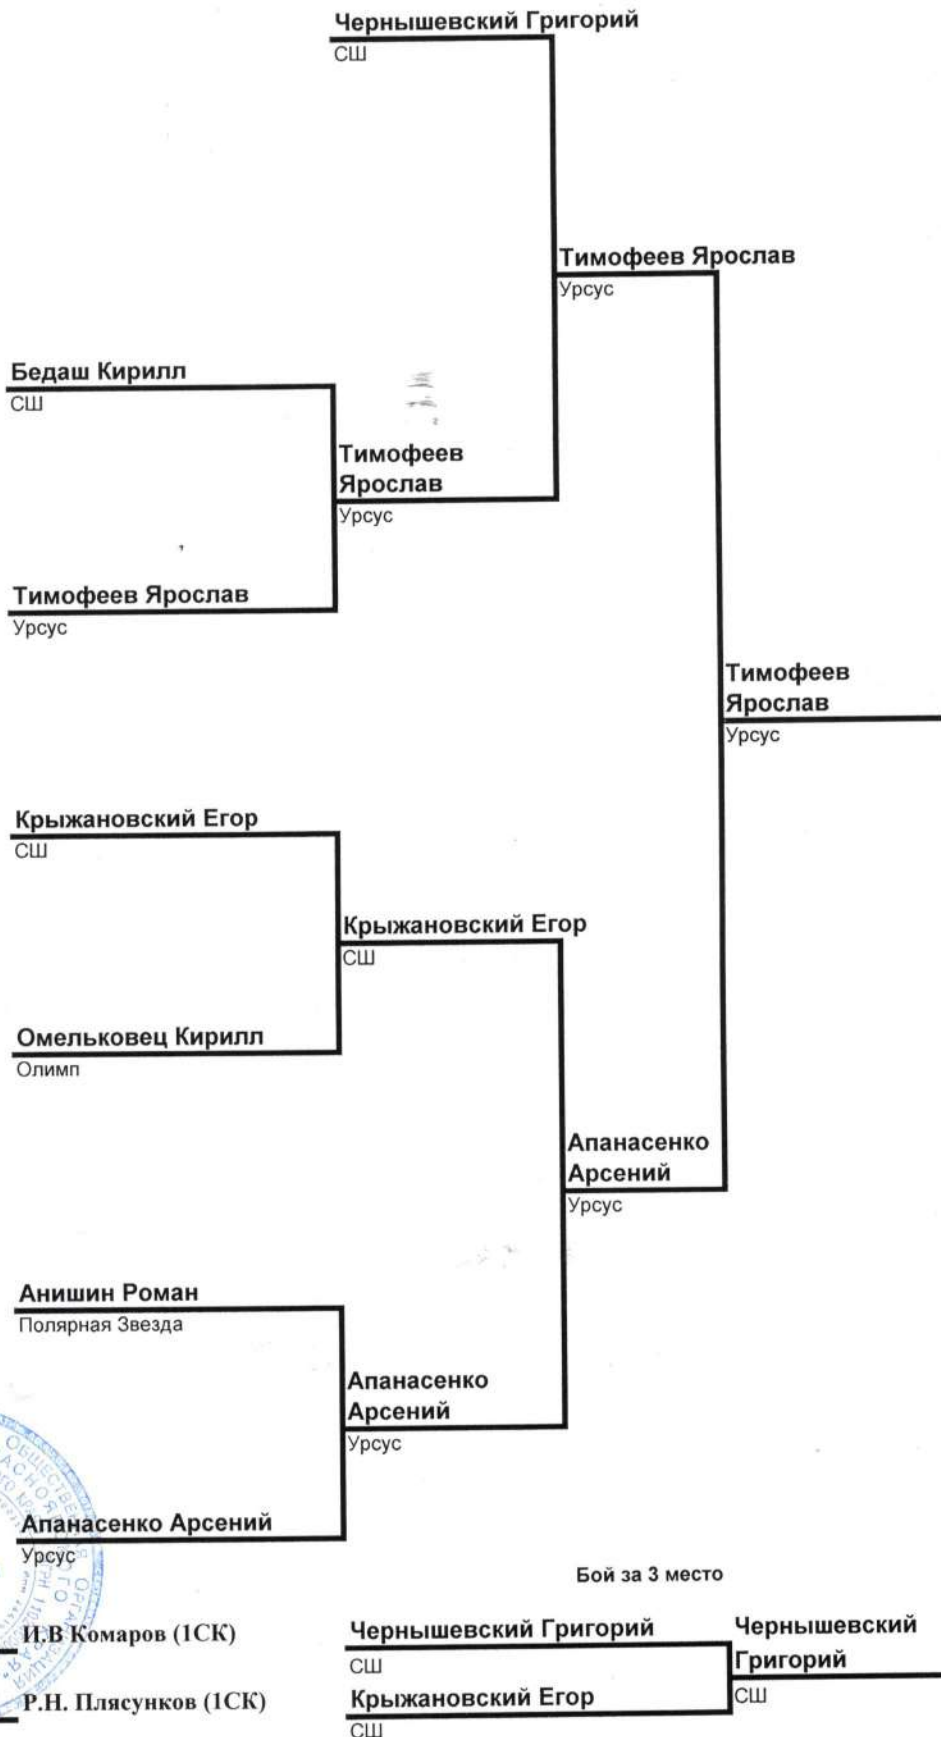 Чернышевский Григорий
СШ
Тимофеев Ярослав
Урсус
Бедаш Кирилл
СШ
Тимофеев
Ярослав
Урсус
Тимофеев Ярослав
Урсус
Тимофеев
Ярослав
Урсус
Крыжановский Егор
СШ
Крыжановский Егор
СШ
Омельковец Кирилл
Олимп
Апанасенко
Арсений
Урсус
Анишин Роман
Полярная Звезда
Апанасенко
Арсений
Урсус
Апанасенко Арсений
Урсус
Бой за 3 место
И.В Комаров (1СК)
Р.Н. Плясунков (1СК)
Чернышевский Григорий
СШ
Крыжановский Егор
СШ
Чернышевский
Григорий
СШ